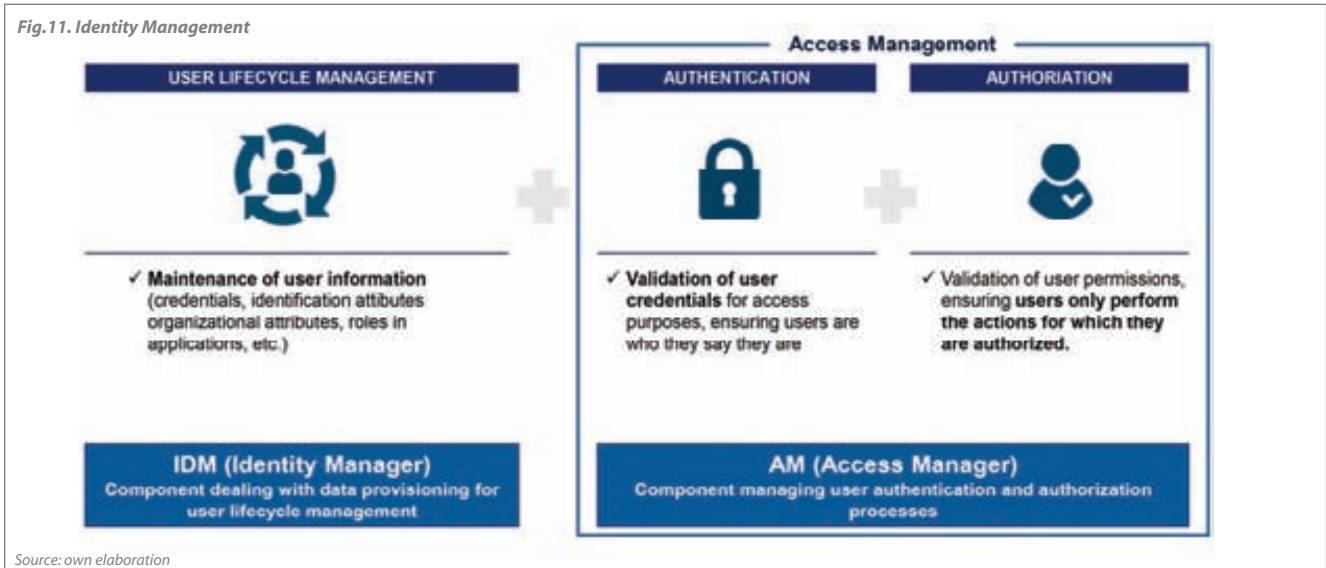 Fig.11. Identity Management
Access Management
USER LIFECYCLE MANAGEMENT
AUTHENTICATION
AUTHORIATION
✓ Maintenance of user information
(credentials, identification attibutes
organizational attributes, roles in
applications, etc.)
✓ Validation of user
credentials for access
purposes, ensuring users are
who they say they are
✓ Validation of user permissions,
ensuring users only perform
the actions for which they
are authorized.
IDM (Identity Manager)
Component dealing with data provisioning for
user lifecycle management
AM (Access Manager)
Component managing user authentication and authorization
processes
Source: own elaboration